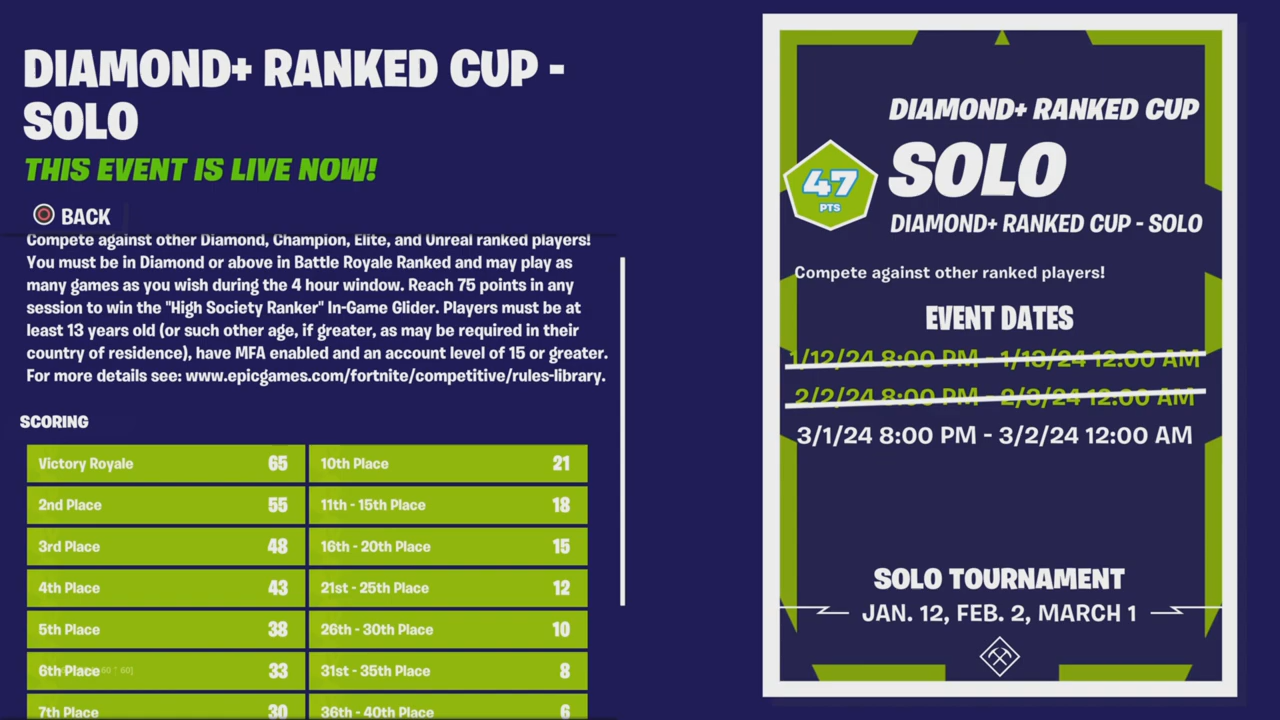 DIAMOND+ RANKED CUP -
SOLO
THIS EVENT IS LIVE NOW!
BACK
Compete against other Diamond, Champion, Elite, and Unreal ranked players!
You must be in Diamond or above in Battle Royale Ranked and may play as
many games as you wish during the 4 hour window. Reach 75 points in any
session to win the "High Society Ranker" In-Game Glider. Players must be at
least 13 years old (or such other age, if greater, as may be required in their
country of residence), have MFA enabled and an account level of 15 or greater.
For more details see: www.epicgames.com/fortnite/competitive/rules-library.
SCORING
Victory Royale 65
2nd Place 55
3rd Place 48
4th Place 43
5th Place 38
6th Place 33
7th Place 30
10th Place 21
11th - 15th Place 18
16th - 20th Place 15
21st - 25th Place 12
26th - 30th Place 10
31st - 35th Place 8
36th - 40th Place 6
47
PTS
DIAMOND+ RANKED CUP
SOLO
DIAMOND+ RANKED CUP - SOLO
Compete against other ranked players!
EVENT DATES
1/12/24 8:00 PM - 1/13/24 12:00 AM
2/2/24 8:00 PM - 2/3/24 12:00 AM
3/1/24 8:00 PM - 3/2/24 12:00 AM
SOLO TOURNAMENT
JAN. 12, FEB. 2, MARCH 1